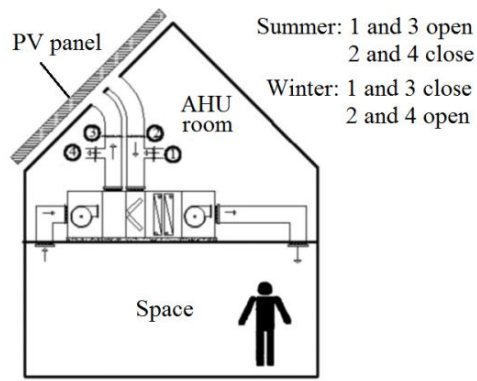 Summer: 1 and 3 open
2 and 4 close
Winter: 1 and 3 close
2 and 4 open
PV panel
AHU
room
3
2
4
1
Space